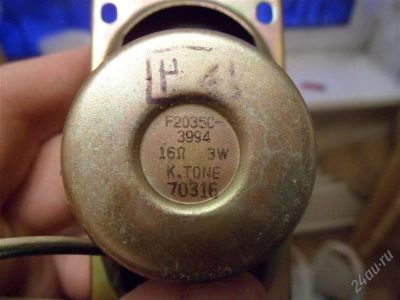 F2035C-
3994
16Ω 3W
K.TONE
70316
24au.ru